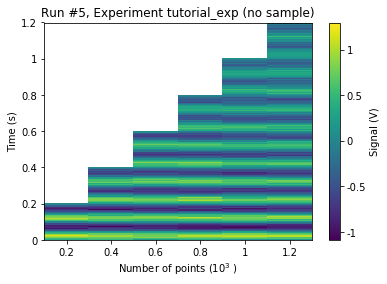 Run #5, Experiment tutorial_exp (no sample)
1.2
1
0.8
0.6
0.4
0.2
0
Time (s)
0.2 0.4 0.6 0.8 1 1.2
Number of points (10³ )
1
0.5
0
-0.5
-1
Signal (V)